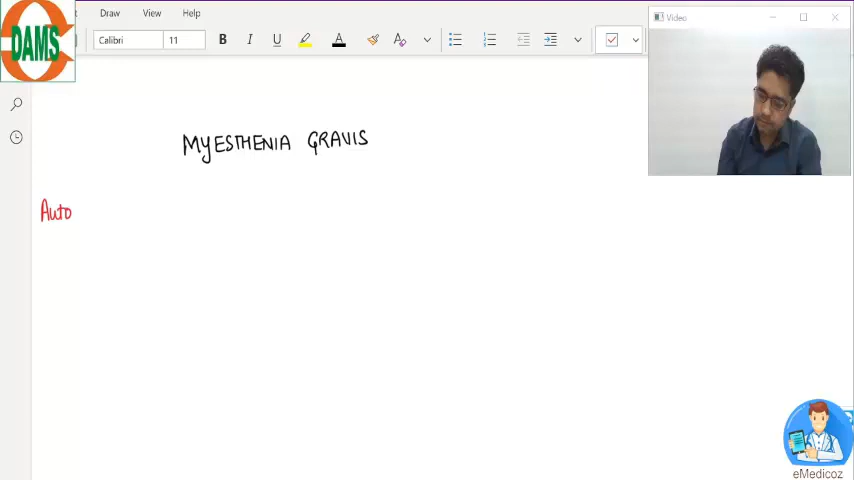 DAMS
Draw View Help
Video
Calibri 11 B I U A A
MYESTHENIA GRAVIS
Auto
eMedicoz